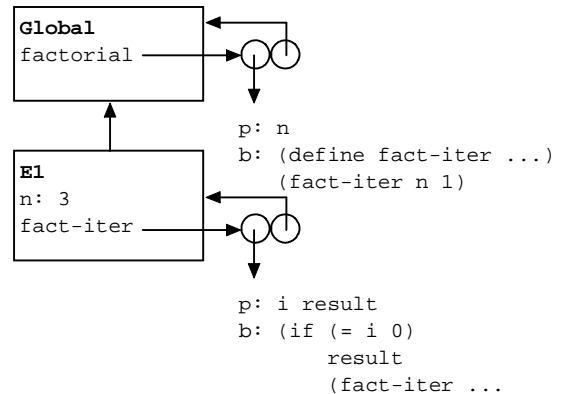 Global
factorial
p: n
b: (define fact-iter ...)
(fact-iter n 1)
E1
n: 3
fact-iter
p: i result
b: (if (= i 0)
result
(fact-iter ...